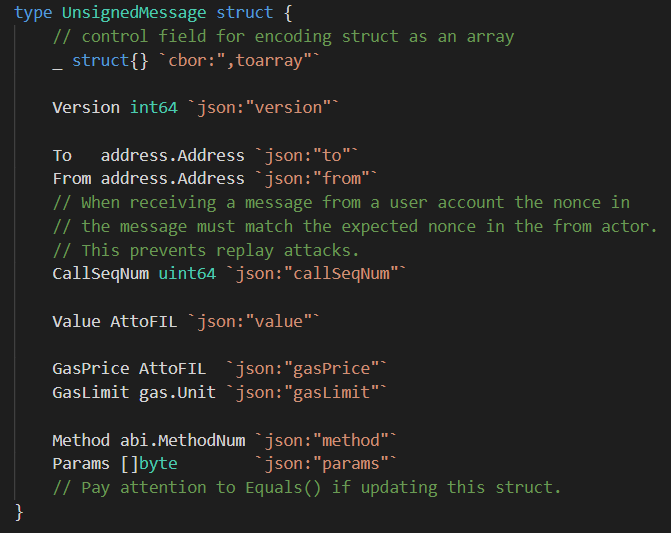 type UnsignedMessage struct {
    // control field for encoding struct as an array
    _ struct{} `cbor:",toarray"`

    Version int64 `json:"version"`

    To   address.Address `json:"to"`
    From address.Address `json:"from"`
    // When receiving a message from a user account the nonce in
    // the message must match the expected nonce in the from actor.
    // This prevents replay attacks.
    CallSeqNum uint64 `json:"callSeqNum"`

    Value AttoFIL `json:"value"`

    GasPrice AttoFIL  `json:"gasPrice"`
    GasLimit gas.Unit `json:"gasLimit"`

    Method abi.MethodNum `json:"method"`
    Params []byte        `json:"params"`
    // Pay attention to Equals() if updating this struct.
}